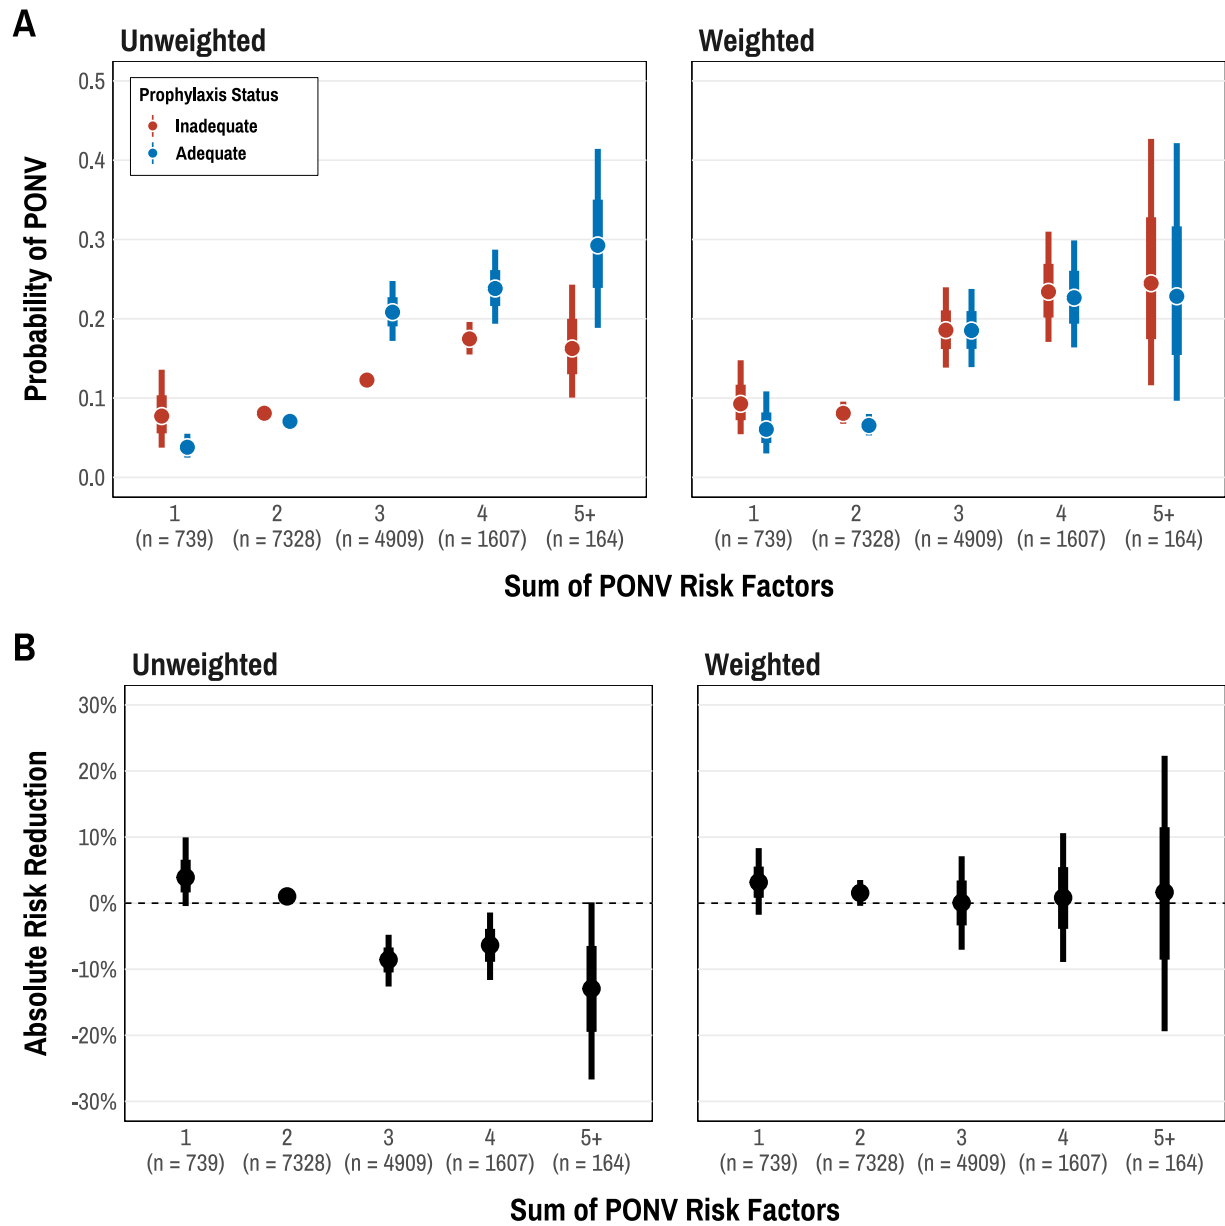 A
Unweighted
Weighted
Probability of PONV
0.5
0.4
0.3
0.2
0.1
0.0
Prophylaxis Status
Inadequate
Adequate
1 2 3 4 5+
(n = 739) (n = 7328) (n = 4909) (n = 1607) (n = 164)
1 2 3 4 5+
(n = 739) (n = 7328) (n = 4909) (n = 1607) (n = 164)
Sum of PONV Risk Factors
B
Unweighted
Weighted
Absolute Risk Reduction
30%
20%
10%
0%
-10%
-20%
-30%
1 2 3 4 5+
(n = 739) (n = 7328) (n = 4909) (n = 1607) (n = 164)
1 2 3 4 5+
(n = 739) (n = 7328) (n = 4909) (n = 1607) (n = 164)
Sum of PONV Risk Factors